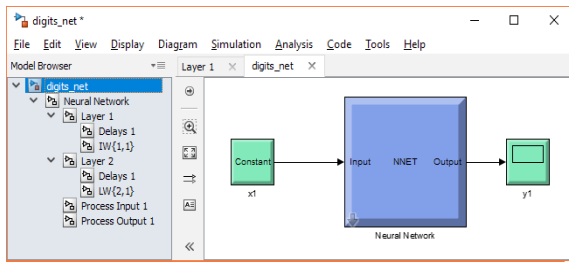 digits_net *
File Edit View Display Diagram Simulation Analysis Code Tools Help
Model Browser
Layer 1
digits_net
digits_net
Neural Network
Layer 1
Delays 1
IW{1,1}
Layer 2
Delays 1
LW{2,1}
Process Input 1
Process Output 1
Constant
x1
Input NNET Output
Neural Network
y1